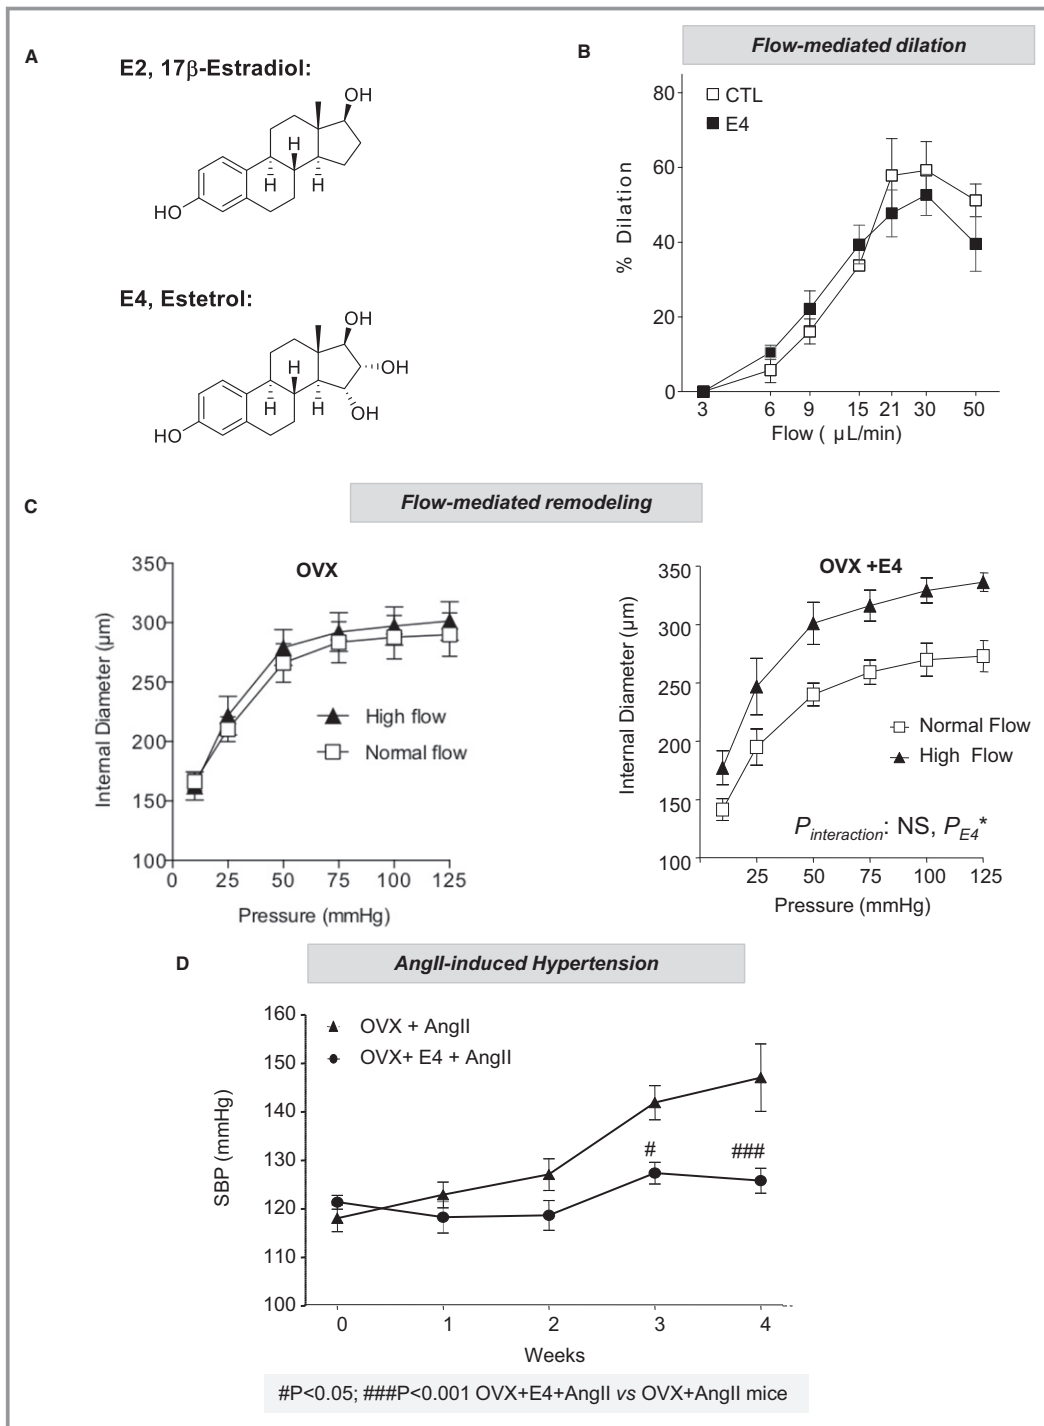 A
E2, 17β-Estradiol:
OH
H
H
H
HO
E4, Estetrol:
OH
H
OH
H
H
OH
HO
B
Flow-mediated dilation
CTL
E4
% Dilation
80
60
40
20
0
3 6 9 15 21 30 50
Flow ( µL/min)
C
Flow-mediated remodeling
OVX
Internal Diameter (µm)
350
300
250
200
150
100
High flow
Normal flow
0 25 50 75 100 125
Pressure (mmHg)
OVX +E4
Internal Diameter (µm)
350
300
250
200
150
100
Normal Flow
High Flow
Pinteraction: NS, PE4*
25 50 75 100 125
Pressure (mmHg)
D
AngII-induced Hypertension
OVX + AngII
OVX+ E4 + AngII
SBP (mmHg)
160
150
140
130
120
110
100
# ###
0 1 2 3 4
Weeks
#P<0.05; ###P<0.001 OVX+E4+AngII vs OVX+AngII mice